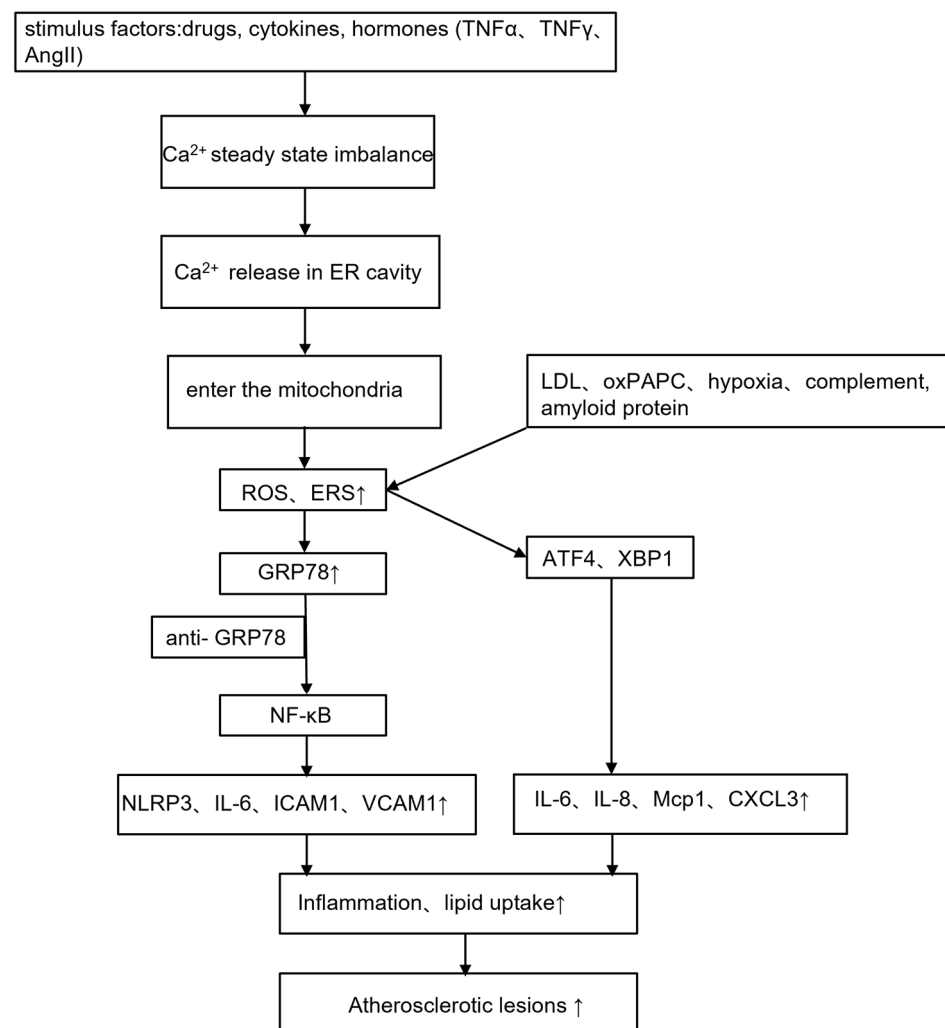 stimulus factors:drugs, cytokines, hormones (TNFα、TNFγ、
AngII)
Ca²⁺ steady state imbalance
Ca²⁺ release in ER cavity
enter the mitochondria
LDL、oxPAPC、hypoxia、complement,
amyloid protein
ROS、ERS↑
ATF4、XBP1
GRP78↑
anti- GRP78
NF-κB
NLRP3、IL-6、ICAM1、VCAM1↑
IL-6、IL-8、Mcp1、CXCL3↑
Inflammation、lipid uptake↑
Atherosclerotic lesions ↑